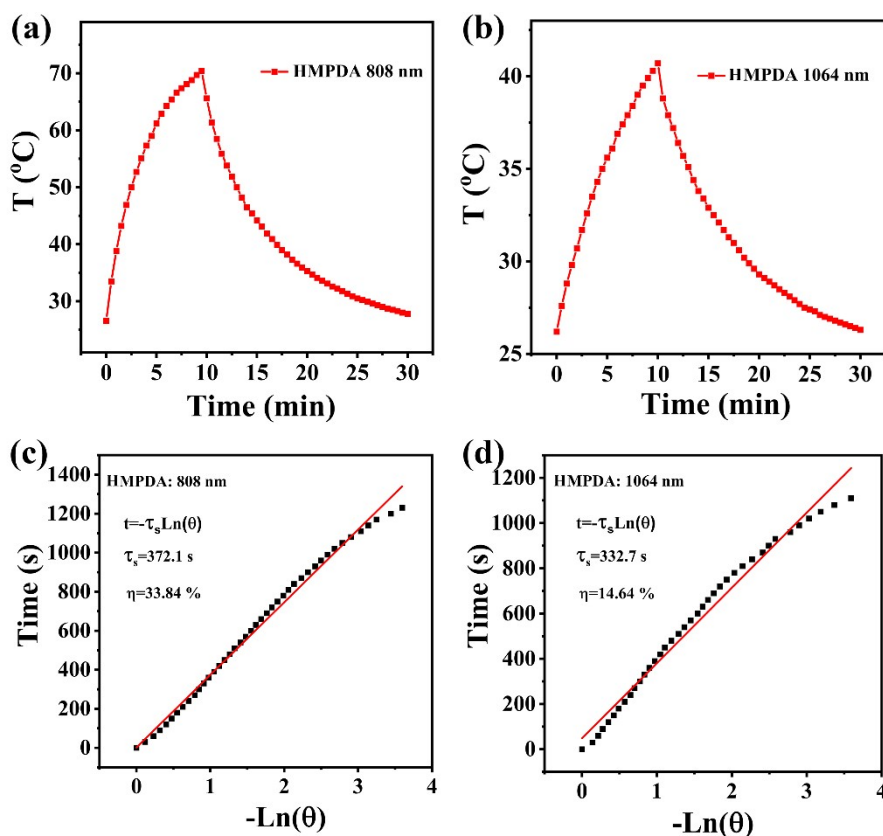 (a)
HMPDA 808 nm
T (ºC)
70
60
50
40
30
0
5
10
15
20
25
30
Time (min)
(b)
HMPDA 1064 nm
T (ºC)
40
35
30
25
0
5
10
15
20
25
30
Time (min)
(c)
HMPDA: 808 nm
t=-τsLn(θ)
τs=372.1 s
η=33.84 %
Time (s)
1400
1200
1000
800
600
400
200
0
0
1
2
3
4
-Ln(θ)
(d)
HMPDA: 1064 nm
t=-τsLn(θ)
τs=332.7 s
η=14.64 %
Time (s)
1200
1000
800
600
400
200
0
0
1
2
3
4
-Ln(θ)